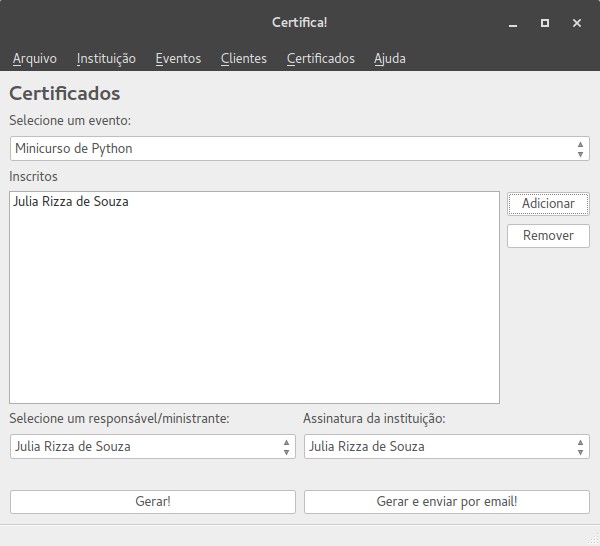 Certifica!
Arquivo Instituição Eventos Clientes Certificados Ajuda
Certificados
Selecione um evento:
Minicurso de Python
Inscritos
Julia Rizza de Souza
Adicionar
Remover
Selecione um responsável/ministrante: Assinatura da instituição:
Julia Rizza de Souza Julia Rizza de Souza
Gerar! Gerar e enviar por email!